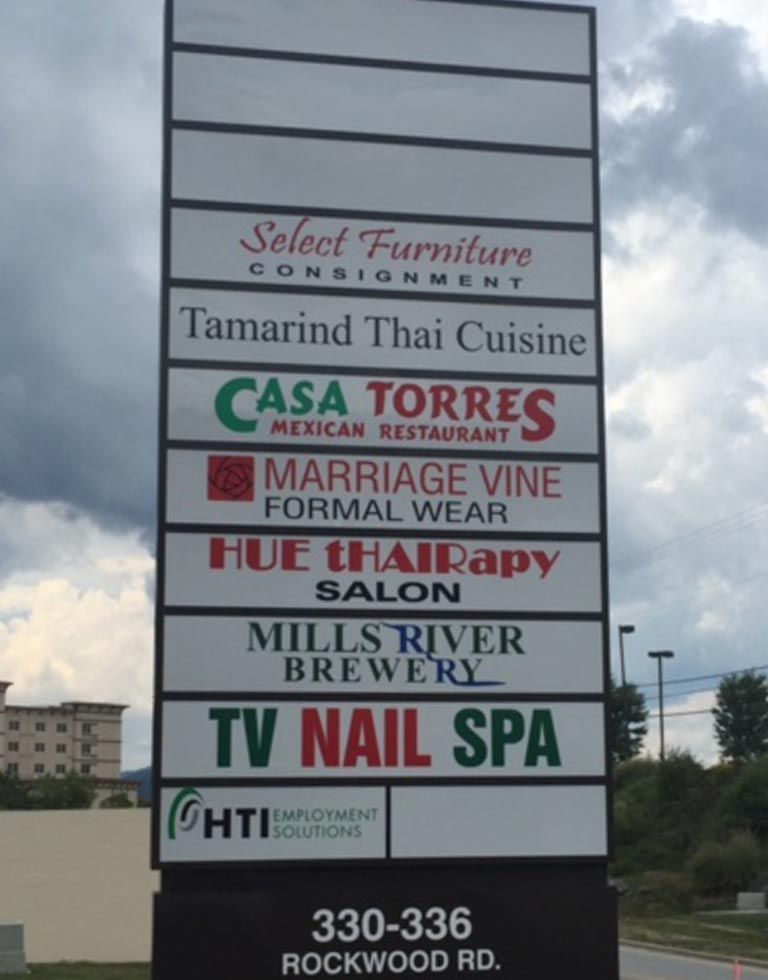 Select Furniture
CONSIGNMENT
Tamarind Thai Cuisine
CASA TORRES
MEXICAN RESTAURANT
MARRIAGE VINE
FORMAL WEAR
HUE tHAIRapy
SALON
MILLS RIVER
BREWERY
TV NAIL SPA
HTI EMPLOYMENT
SOLUTIONS
330-336
ROCKWOOD RD.